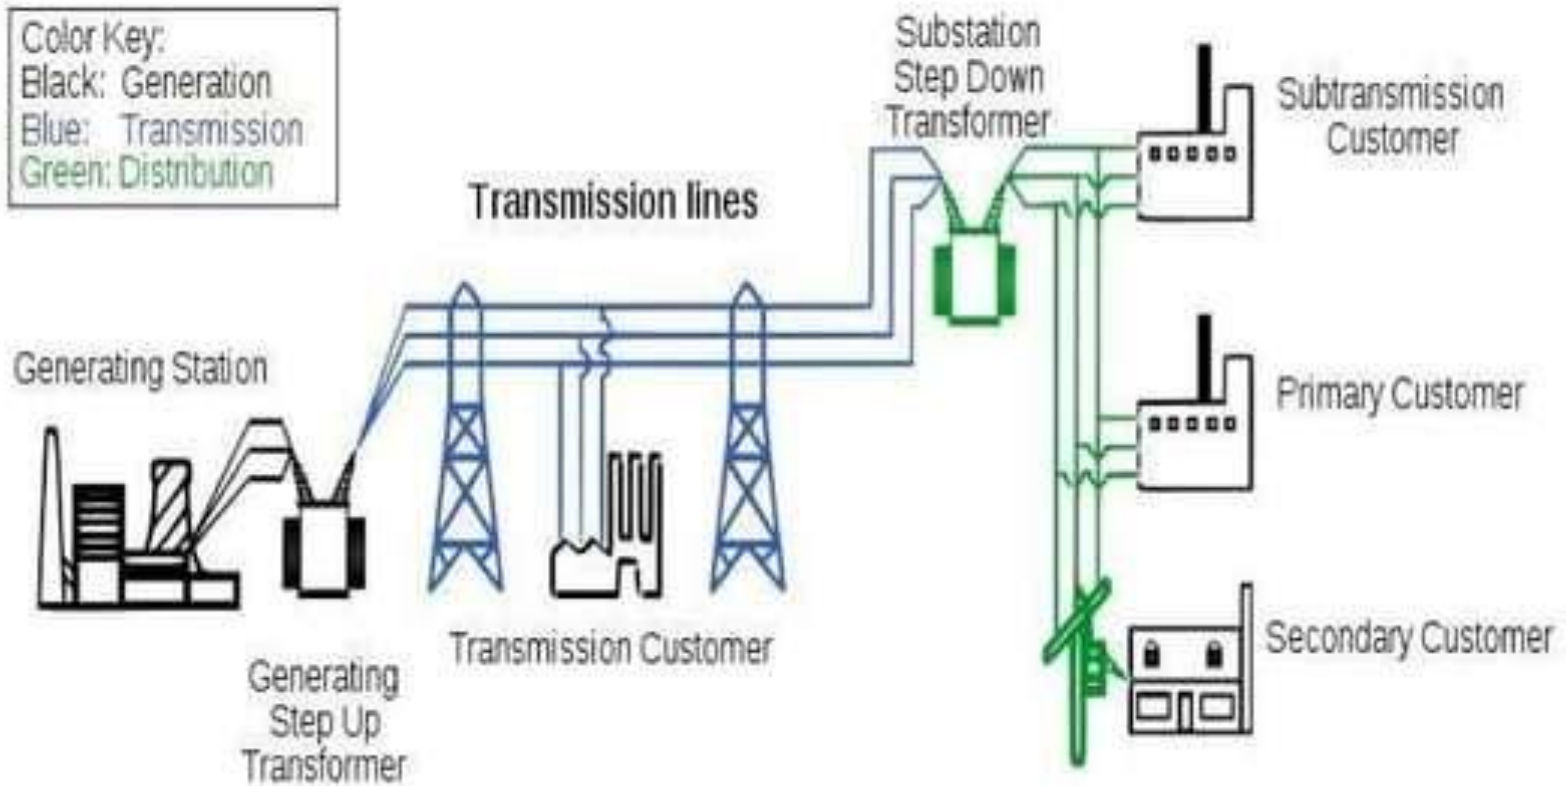 Color Key:
Black: Generation
Blue: Transmission
Green: Distribution
Substation
Step Down
Transformer
Subtransmission
Customer
Transmission lines
Generating Station
Primary Customer
Transmission Customer
Secondary Customer
Generating
Step Up
Transformer